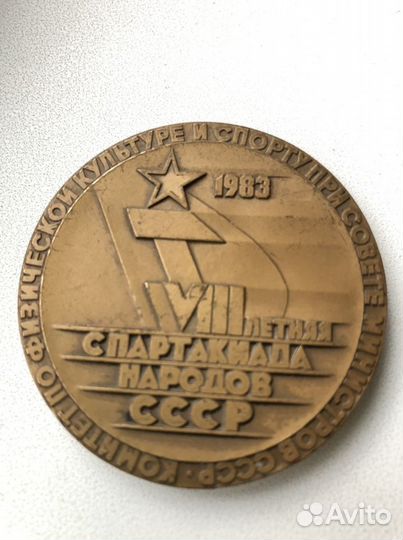 КОМИТЕТ ПО ФИЗИЧЕСКОЙ КУЛЬТУРЕ И СПОРТУ ПРИ СОВЕТЕ МИНИСТРОВ СССР ·
1983
VIII ЛЕТНЯЯ
СПАРТАКИАДА
НАРОДОВ
СССР
Avito